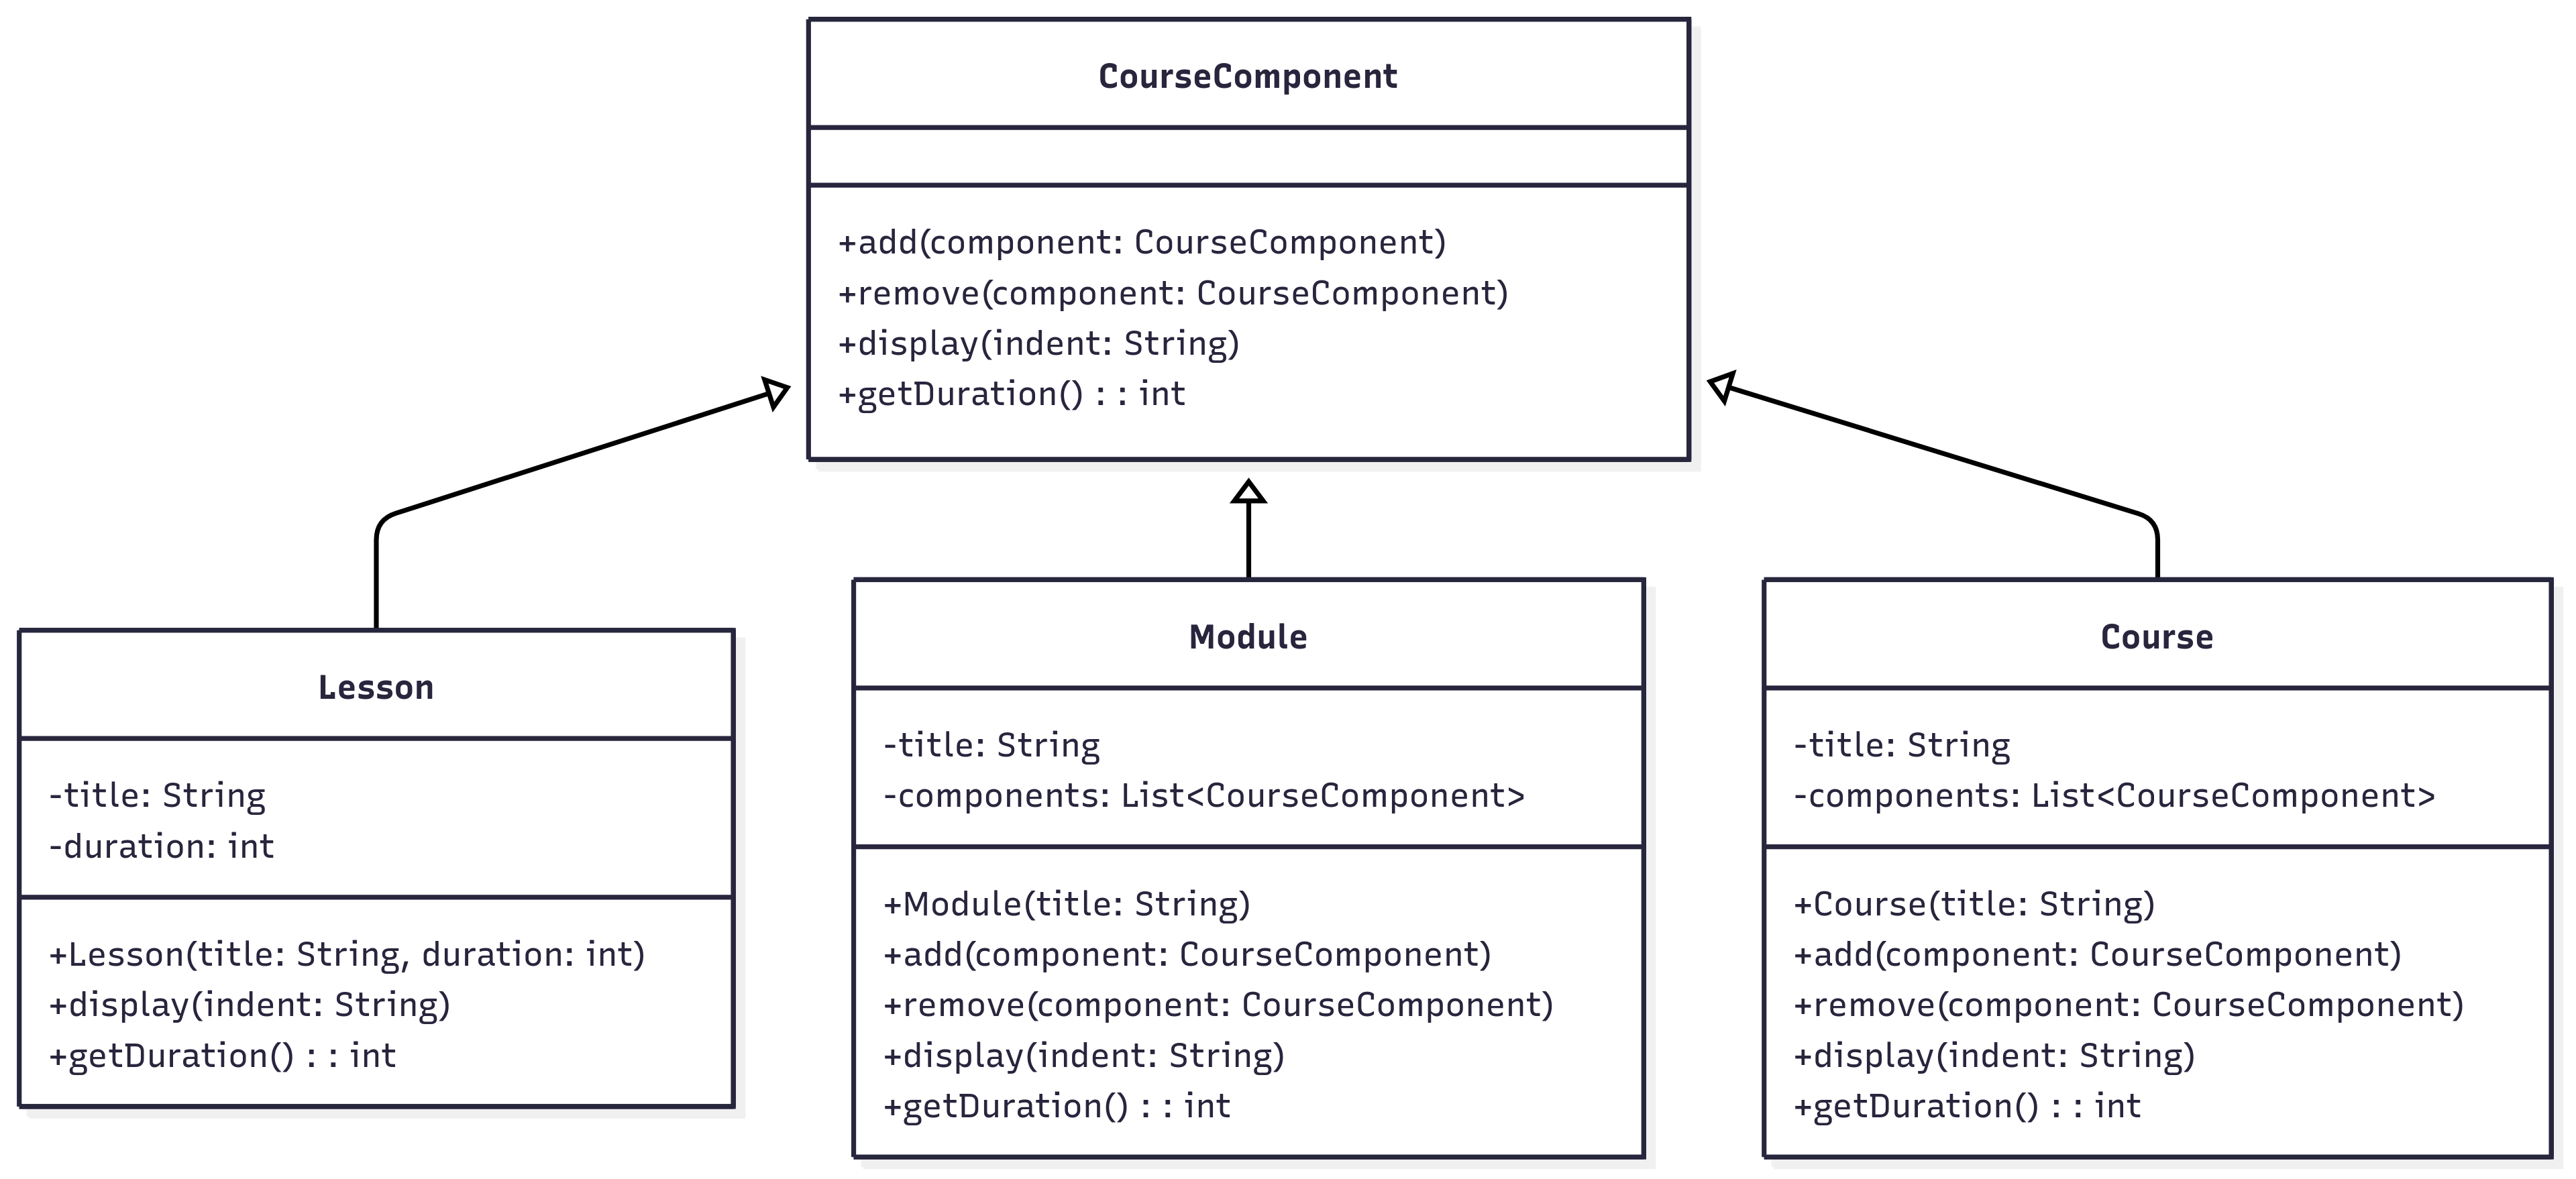 CourseComponent
+add(component: CourseComponent)
+remove(component: CourseComponent)
+display(indent: String)
+getDuration() : : int
Lesson
-title: String
-duration: int
+Lesson(title: String, duration: int)
+display(indent: String)
+getDuration() : : int
Module
-title: String
-components: List<CourseComponent>
+Module(title: String)
+add(component: CourseComponent)
+remove(component: CourseComponent)
+display(indent: String)
+getDuration() : : int
Course
-title: String
-components: List<CourseComponent>
+Course(title: String)
+add(component: CourseComponent)
+remove(component: CourseComponent)
+display(indent: String)
+getDuration() : : int